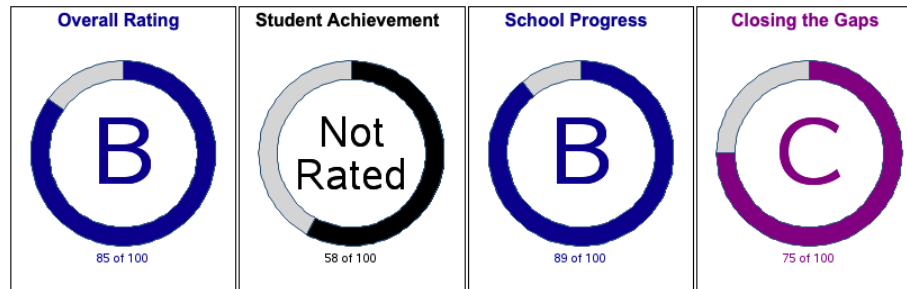 Overall Rating
B
85 of 100
Student Achievement
Not
Rated
58 of 100
School Progress
B
89 of 100
Closing the Gaps
C
75 of 100